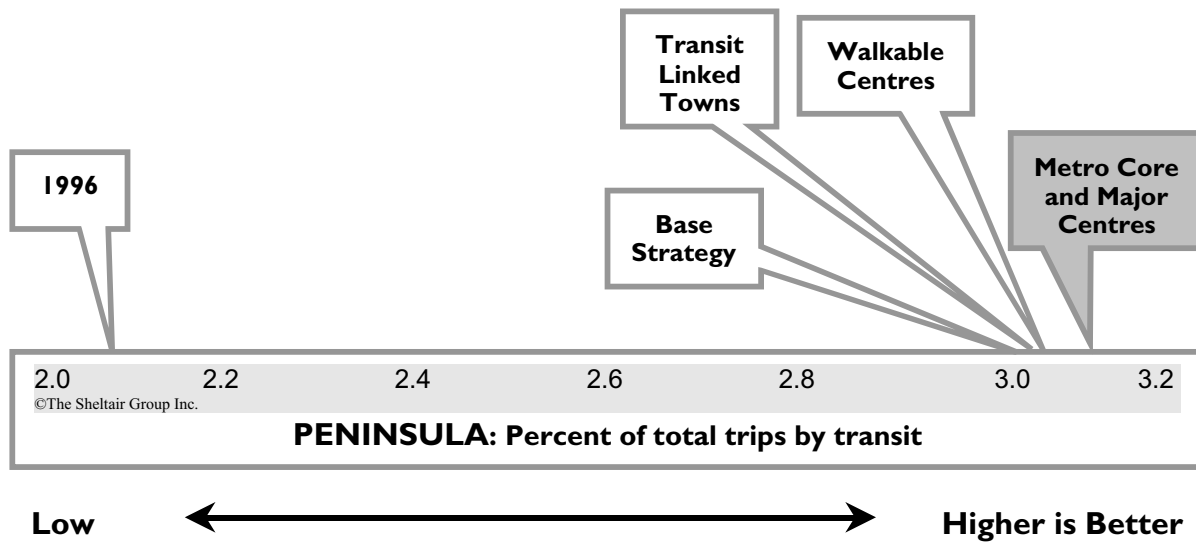 Transit
Linked
Towns
Walkable
Centres
1996
Metro Core
and Major
Centres
Base
Strategy
2.0 2.2 2.4 2.6 2.8 3.0 3.2
©The Sheltair Group Inc.
PENINSULA: Percent of total trips by transit
Low Higher is Better